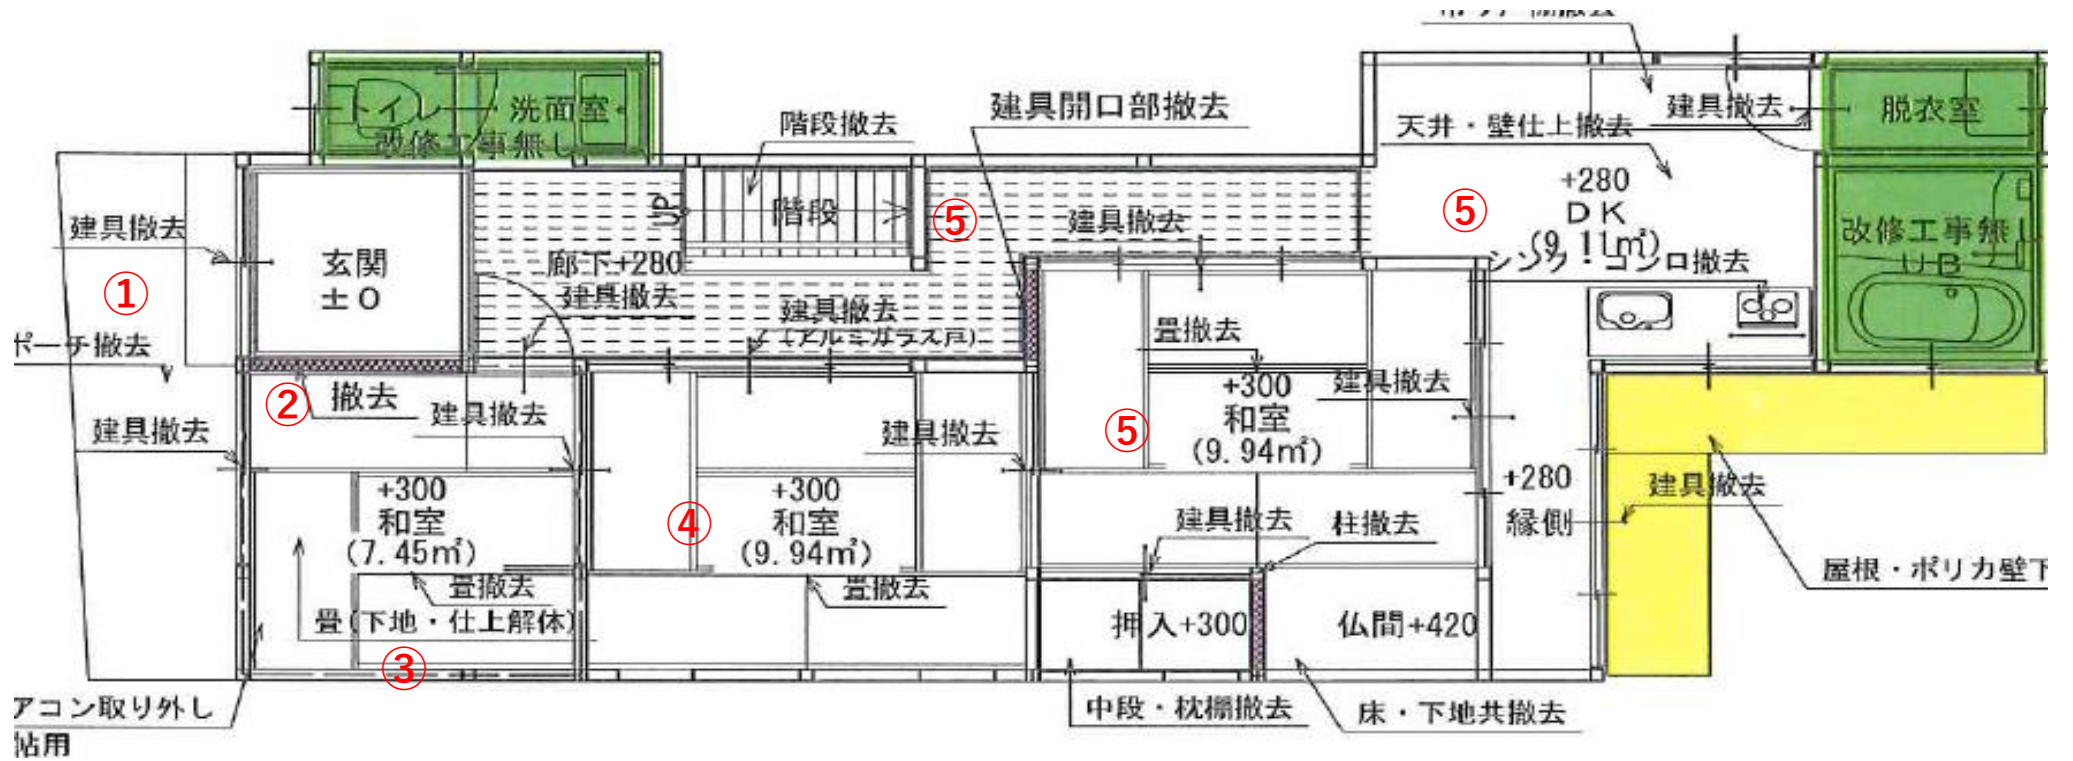 トイレ
洗面室
改修工事無し
階段撤去
建具開口部撤去
天井・壁仕上撤去
建具撤去
脱衣室
建具撤去
①
玄関
±0
廊下+280
建具撤去
UP
階段
⑤
建具撤去
⑤
+280
DK
シンク・コンロ撤去
改修工事無し
UB
ポーチ撤去
建具撤去
(アルミガラス戸)
畳撤去
②
撤去
建具撤去
建具撤去
建具撤去
⑤
+300
和室
(9.94㎡)
建具撤去
+300
和室
(7.45㎡)
畳撤去
畳(下地・仕上解体)
③
④
+300
和室
(9.94㎡)
畳撤去
建具撤去
柱撤去
+280
縁側
建具撤去
屋根・ポリカ壁下
押入+300
仏間+420
アコン取り外し
帖用
中段・枕棚撤去
床・下地共撤去